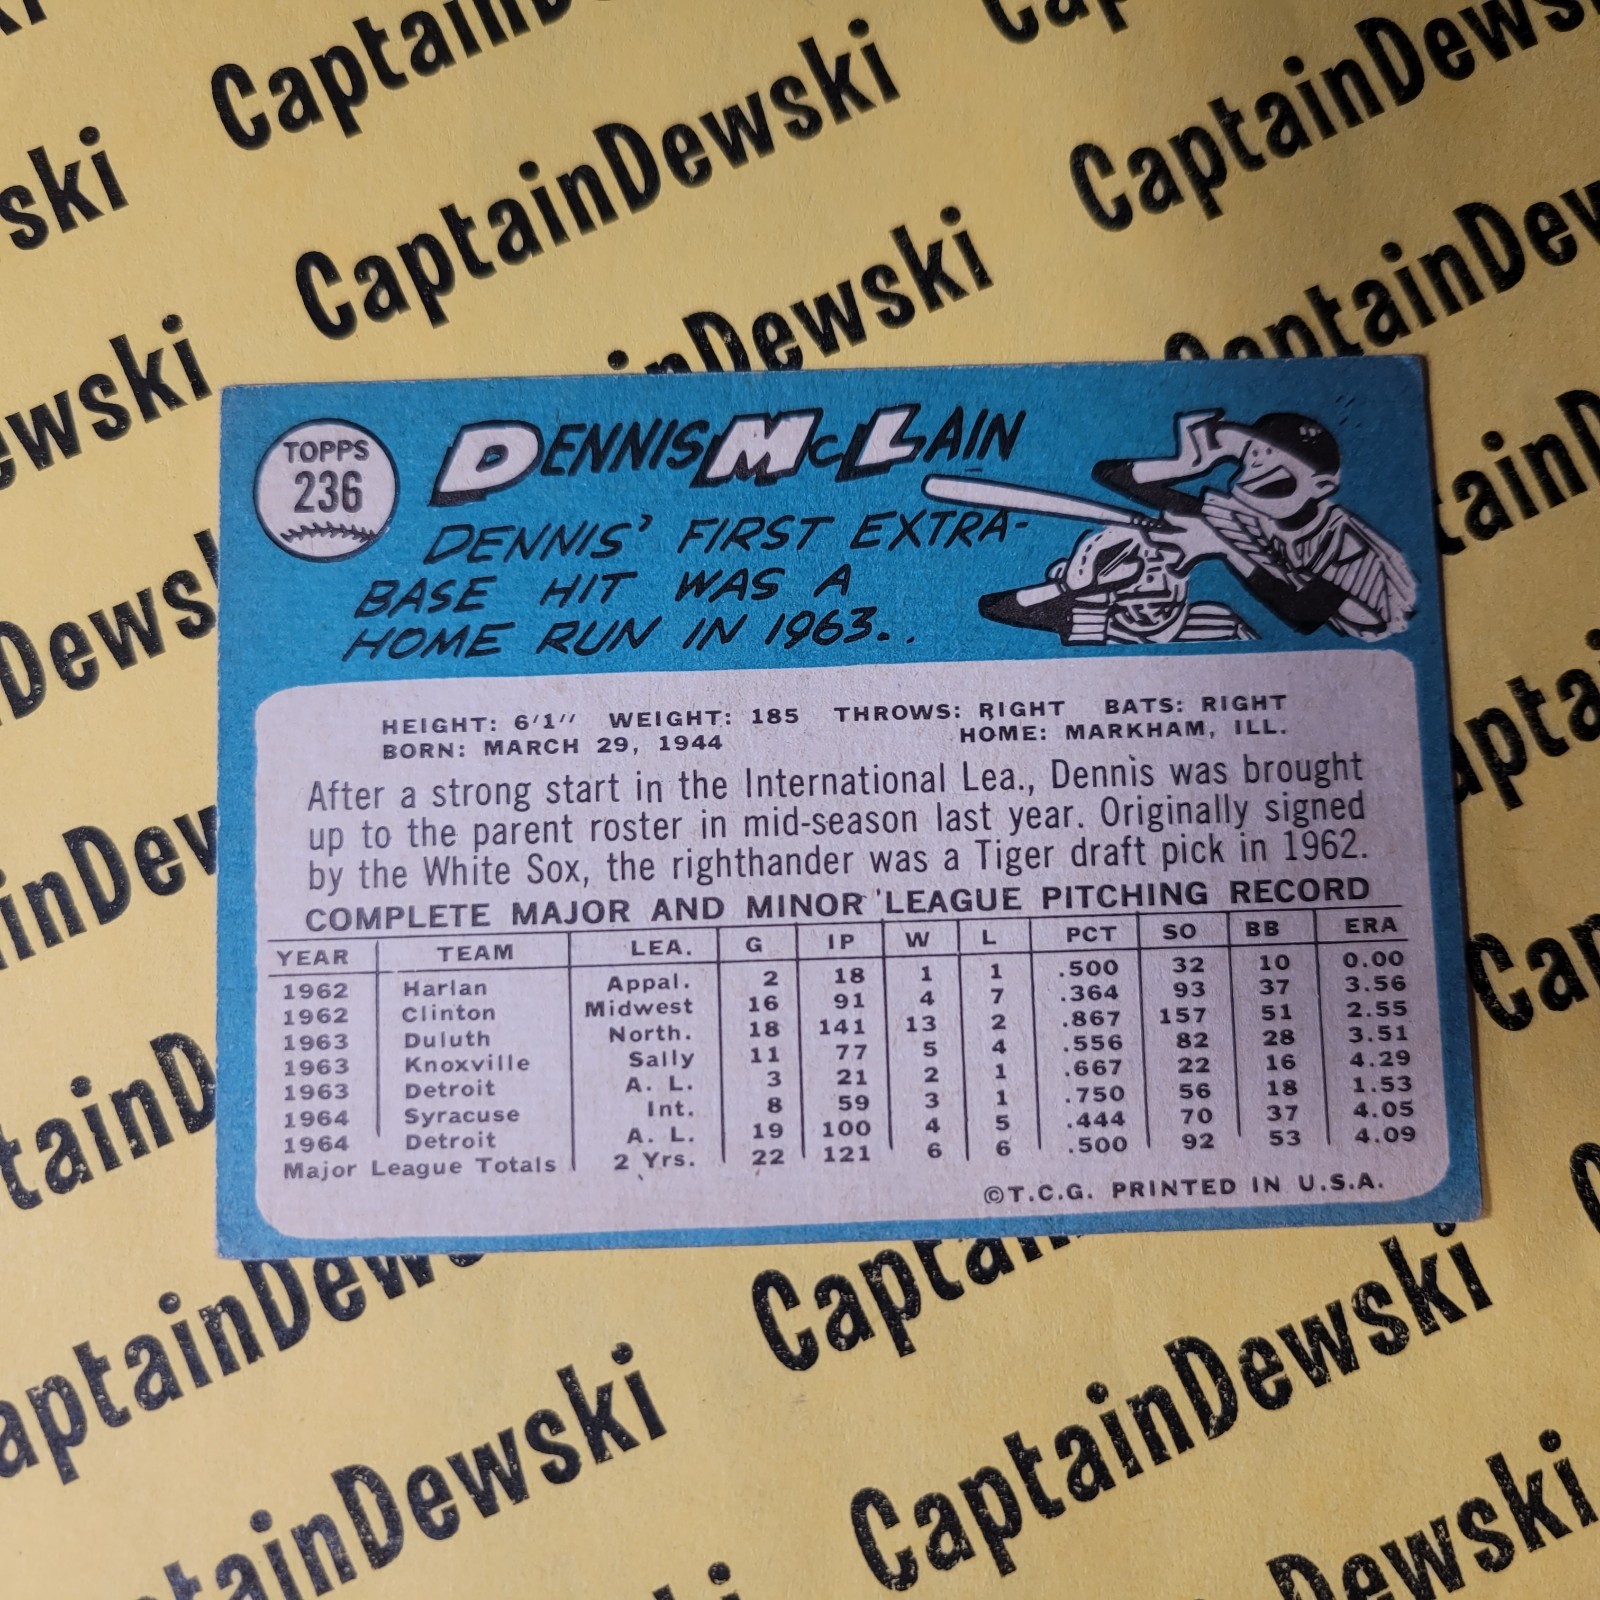 CaptainDewski
CaptainDewski
CaptainDewski
CaptainDewski
TOPPS
236
DENNIS McLAIN
DENNIS' FIRST EXTRA-
BASE HIT WAS A
HOME RUN IN 1963..
HEIGHT: 6'1" WEIGHT: 185 THROWS: RIGHT BATS: RIGHT
BORN: MARCH 29, 1944 HOME: MARKHAM, ILL.
After a strong start in the International Lea., Dennis was brought
up to the parent roster in mid-season last year. Originally signed
by the White Sox, the righthander was a Tiger draft pick in 1962.
COMPLETE MAJOR AND MINOR LEAGUE PITCHING RECORD
YEAR TEAM LEA. G IP W L PCT SO BB ERA
1962 Harlan Appal. 2 18 1 1 .500 32 10 0.00
1962 Clinton Midwest 16 91 4 7 .364 93 37 3.56
1963 Duluth North. 18 141 13 2 .867 157 51 2.55
1963 Knoxville Sally 11 77 5 4 .556 82 28 3.51
1963 Detroit A. L. 3 21 2 1 .667 22 16 4.29
1964 Syracuse Int. 8 59 3 1 .750 56 18 1.53
1964 Detroit A. L. 19 100 4 5 .444 70 37 4.05
Major League Totals 2 Yrs. 22 121 6 6 .500 92 53 4.09
©T.C.G. PRINTED IN U.S.A.
CaptainDewski
CaptainDewski
CaptainDewski